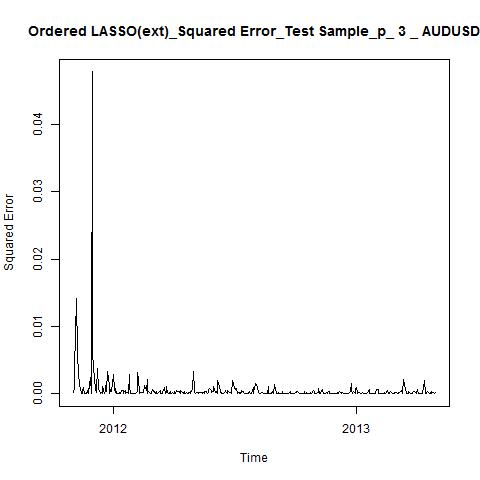 Ordered LASSO(ext)_Squared Error_Test Sample_p_ 3 _ AUDUSD
Squared Error
0.04
0.03
0.02
0.01
0.00
2012 2013
Time